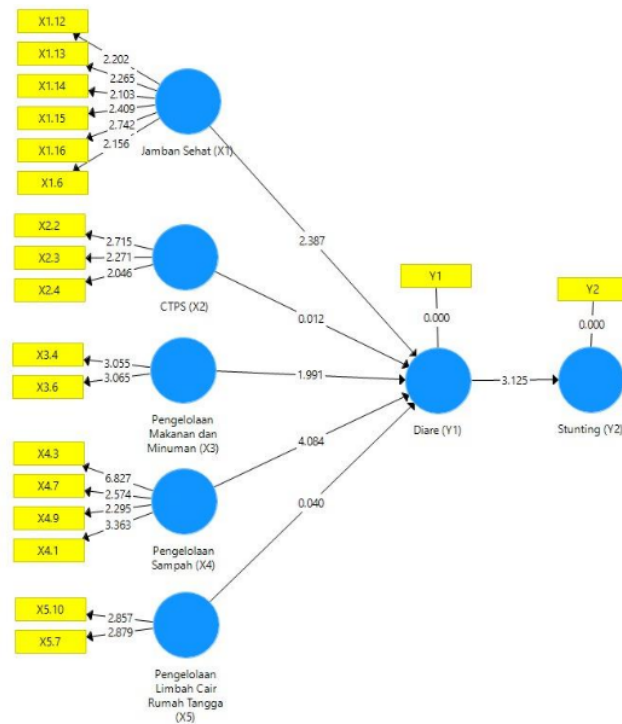 X1.12
X1.13
X1.14
X1.15
X1.16
X1.6
2.202
2.265
2.103
2.409
2.742
2.156
Jamban Sehat (X1)
2.387
X2.2
X2.3
X2.4
2.715
2.271
2.046
CTPS (X2)
0.012
Y1
0.000
Y2
0.000
X3.4
X3.6
3.055
3.065
Pengelolaan
Makanan dan
Minuman (X3)
1.991
Diare (Y1)
3.125
Stunting (Y2)
X4.3
X4.7
X4.9
X4.1
6.827
2.574
2.295
3.363
Pengelolaan
Sampah (X4)
4.084
0.040
X5.10
X5.7
2.857
2.879
Pengelolaan
Limbah Cair
Rumah Tangga
(X5)